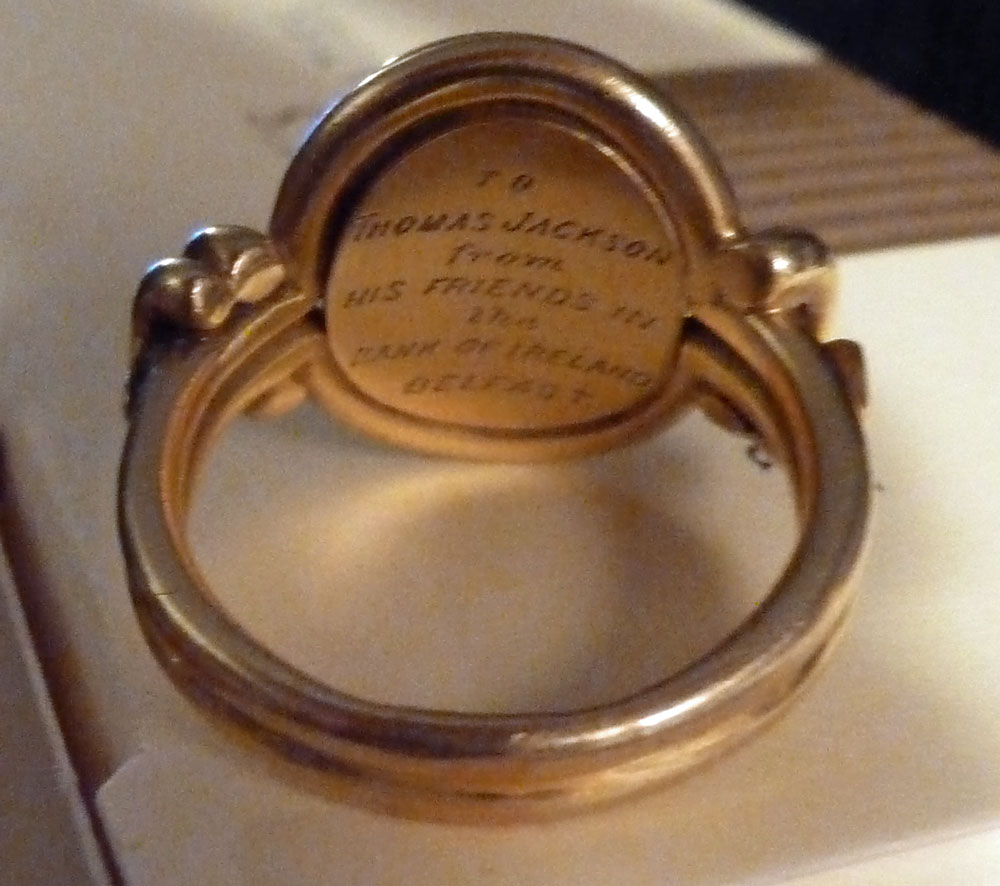 TO
THOMAS JACKSON
from
HIS FRIENDS IN
the
BANK OF IRELAND
BELFAST